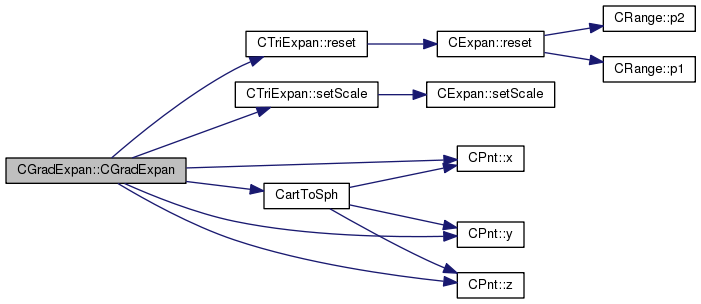 CGradExpan::CGradExpan
CTriExpan::reset
CExpan::reset
CRange::p2
CRange::p1
CTriExpan::setScale
CExpan::setScale
CPnt::x
CartToSph
CPnt::y
CPnt::z